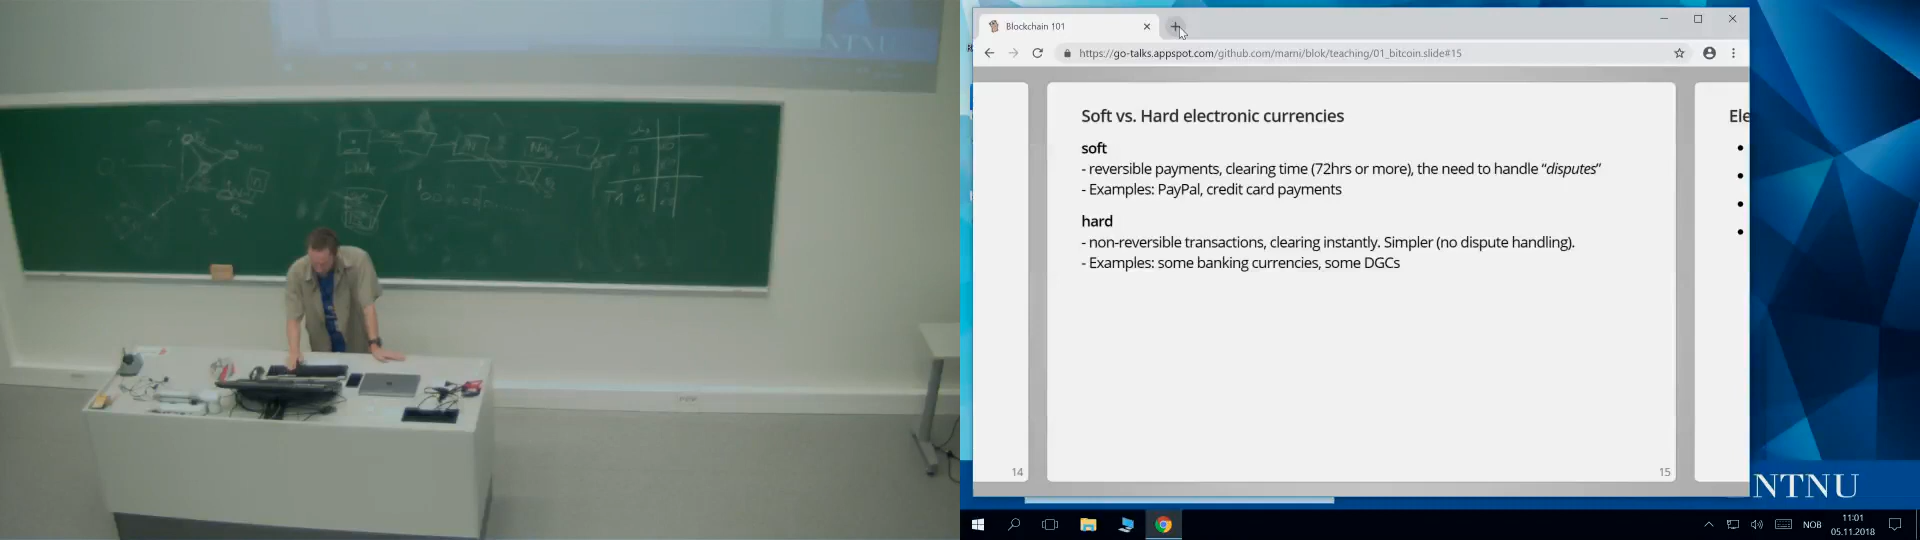 NTNU
Blockchain 101
https://go-talks.appspot.com/github.com/mami/blok/teaching/01_bitcoin.slide#15
Soft vs. Hard electronic currencies
soft
- reversible payments, clearing time (72hrs or more), the need to handle “disputes”
- Examples: PayPal, credit card payments
hard
- non-reversible transactions, clearing instantly. Simpler (no dispute handling).
- Examples: some banking currencies, some DGCs
14
15
Ele
NTNU
NOB
11:01
05.11.2018